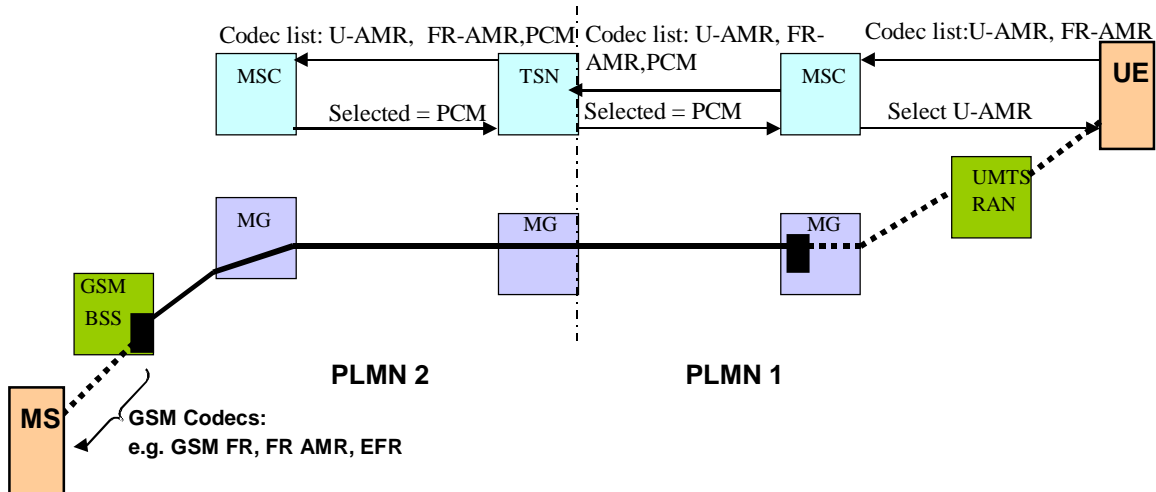 Codec list: U-AMR, FR-AMR,PCM
Codec list: U-AMR, FR-
AMR,PCM
Codec list:U-AMR, FR-AMR
MSC
TSN
MSC
UE
Selected = PCM
Selected = PCM
Select U-AMR
UMTS
RAN
MG
MG
MG
GSM
BSS
PLMN 2
PLMN 1
MS
GSM Codecs:
e.g. GSM FR, FR AMR, EFR